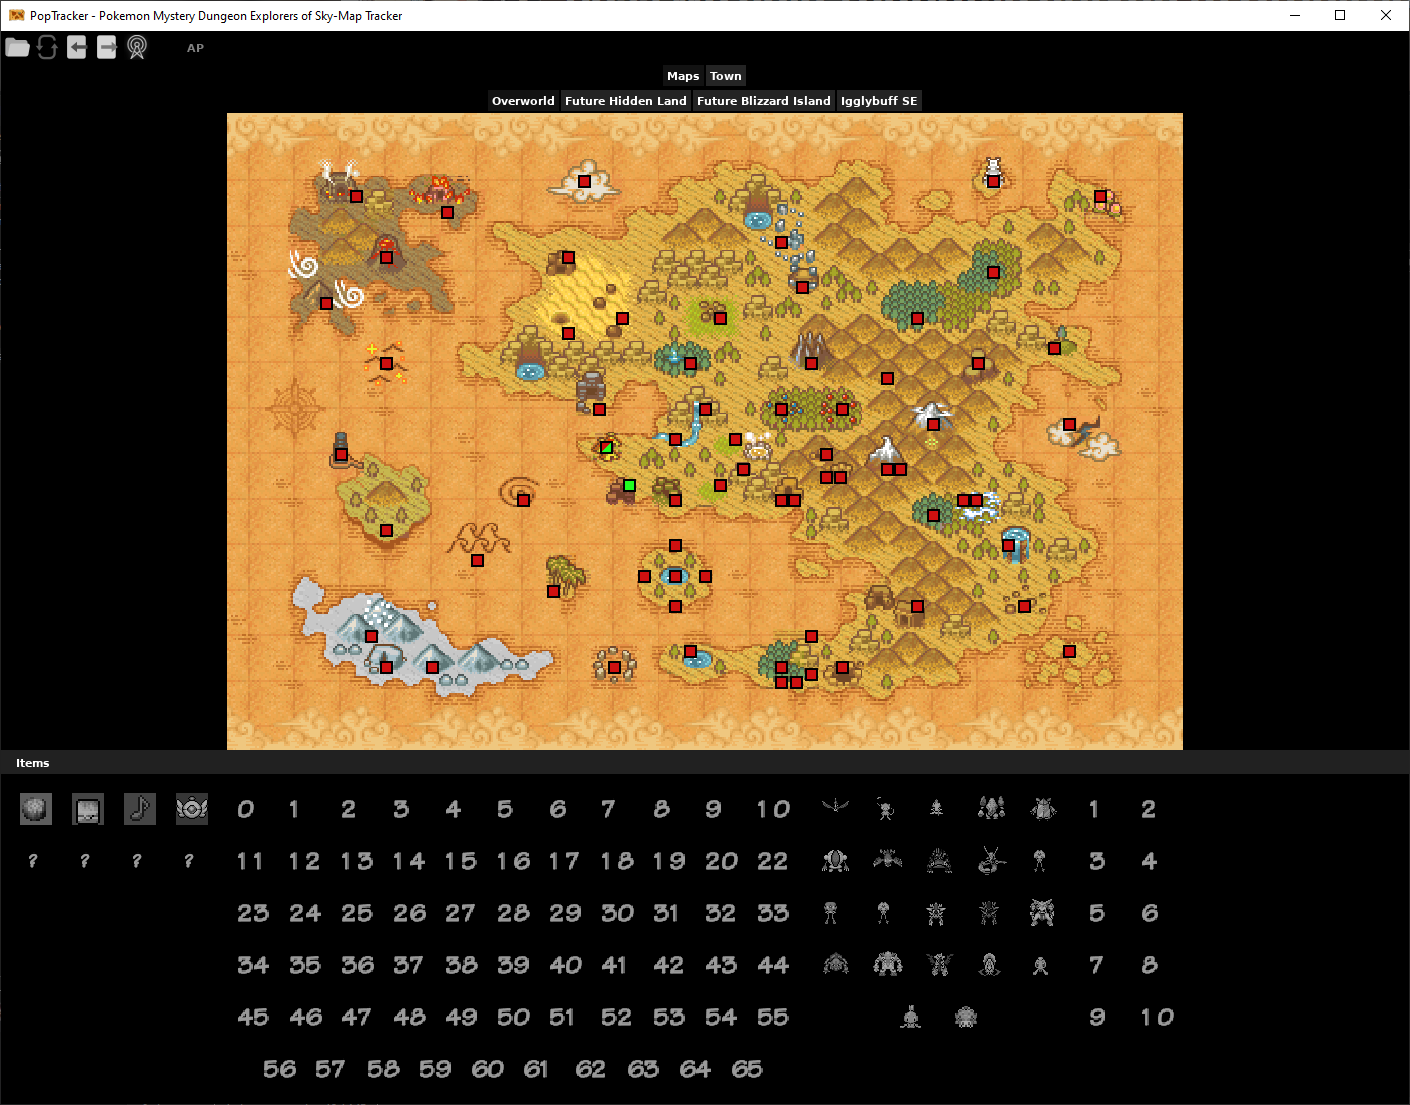 PopTracker - Pokemon Mystery Dungeon Explorers of Sky-Map Tracker
AP
Maps Town
Overworld Future Hidden Land Future Blizzard Island Igglybuff SE
Items
0 1 2 3 4 5 6 7 8 9 10 1 2
? ? ? ? 11 12 13 14 15 16 17 18 19 20 22 3 4
23 24 25 26 27 28 29 30 31 32 33 5 6
34 35 36 37 38 39 40 41 42 43 44 7 8
45 46 47 48 49 50 51 52 53 54 55 9 10
56 57 58 59 60 61 62 63 64 65